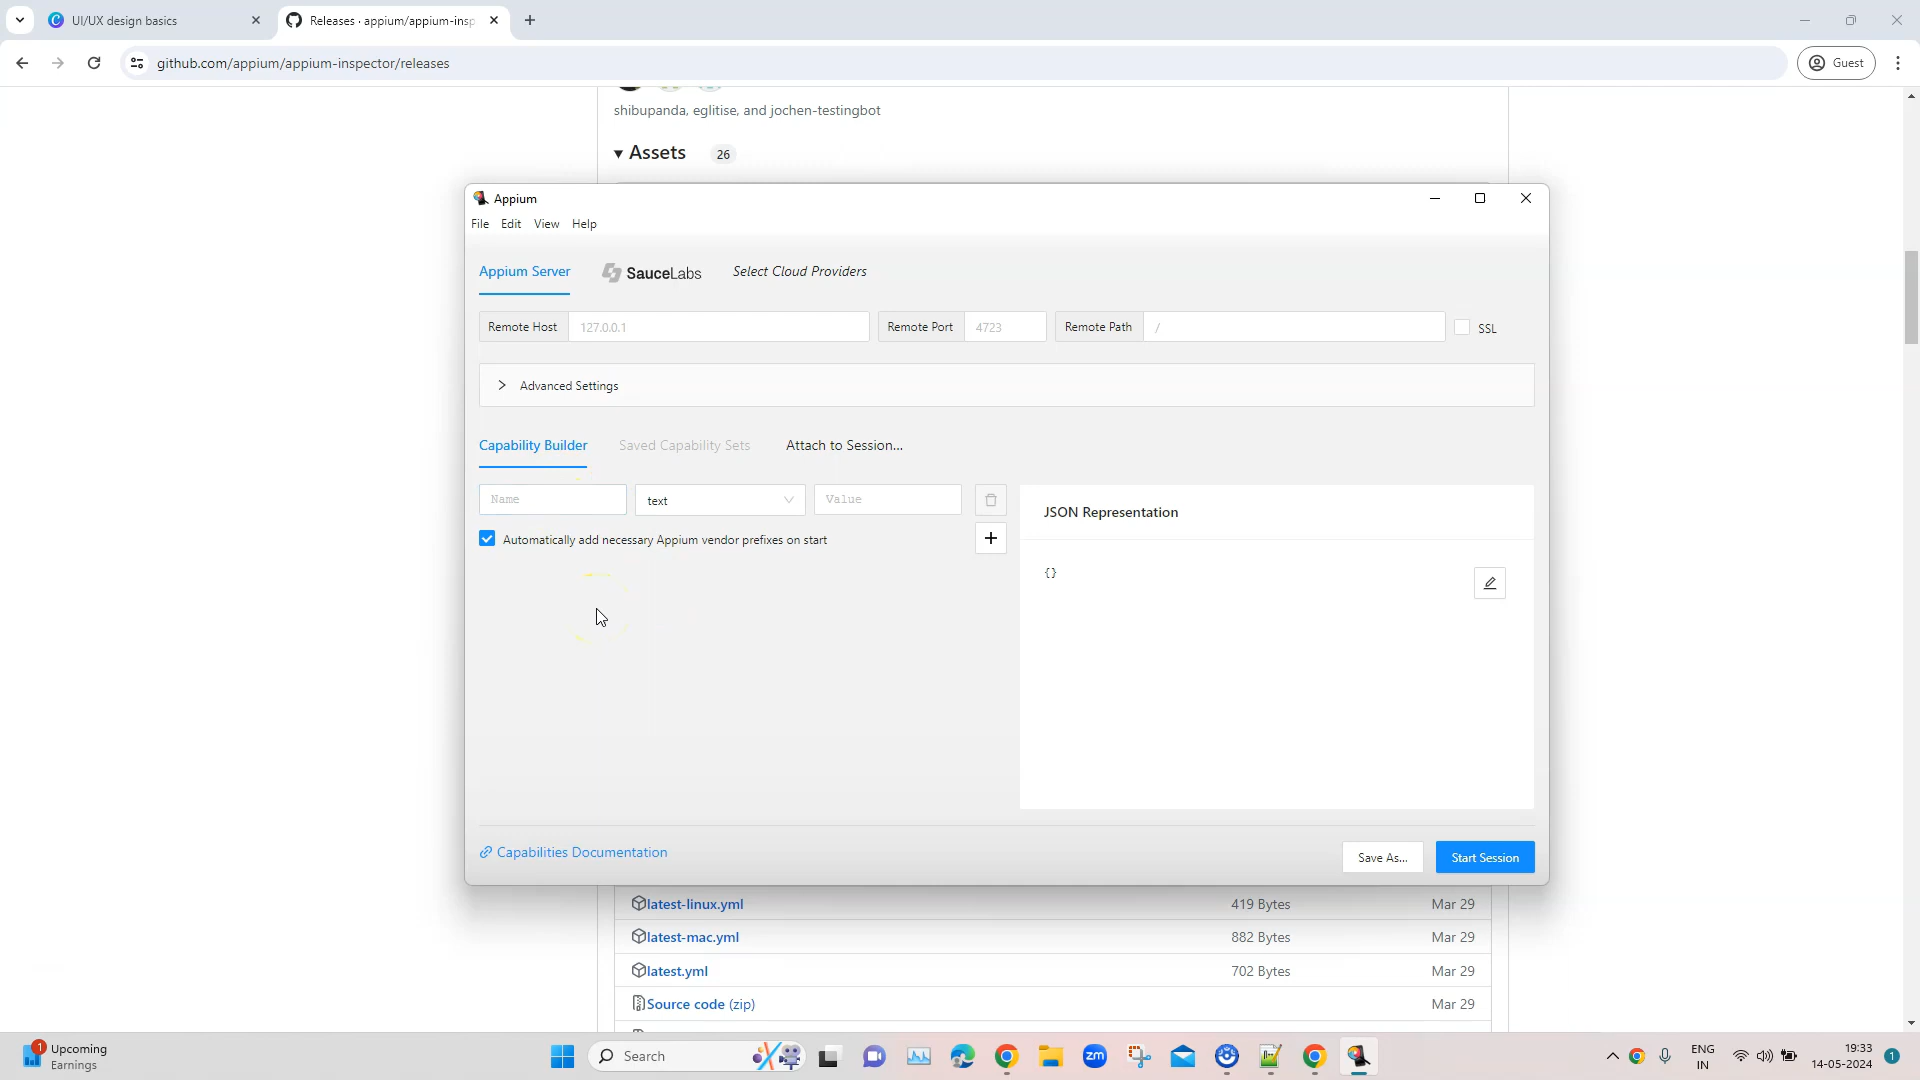 UI/UX design basics
Releases · appium/appium-insp
github.com/appium/appium-inspector/releases
Guest
shibupanda, eglitise, and jochen-testingbot
Assets 26
Appium
File Edit View Help
Appium Server SauceLabs Select Cloud Providers
Remote Host 127.0.0.1 Remote Port 4723 Remote Path / SSL
Advanced Settings
Capability Builder Saved Capability Sets Attach to Session...
Name text Value
JSON Representation
Automatically add necessary Appium vendor prefixes on start
{}
Capabilities Documentation
Save As... Start Session
latest-linux.yml 419 Bytes Mar 29
latest-mac.yml 882 Bytes Mar 29
latest.yml 702 Bytes Mar 29
Source code (zip) Mar 29
1 Upcoming
Earnings
Search
zm
ENG
IN
19:33
14-05-2024
1